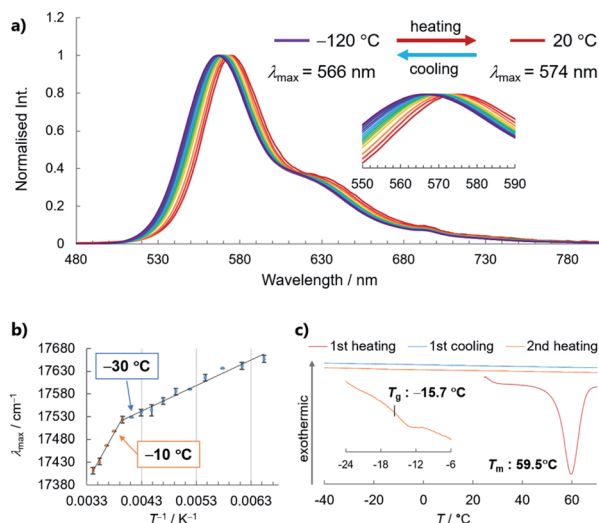 a)
−120 °C
heating
cooling
20 °C
λmax = 566 nm
λmax = 574 nm
Normalised Int.
1.2
1
0.8
0.6
0.4
0.2
0
480 530 580 630 680 730 780
Wavelength / nm
550 560 570 580 590
b)
λmax / cm⁻¹
17680
17630
17580
17530
17480
17430
17380
−30 °C
−10 °C
0.0033 0.0043 0.0053 0.0063
T⁻¹ / K⁻¹
c)
1st heating 1st cooling 2nd heating
exothermic
Tg : −15.7 °C
-24 -18 -12 -6
Tm : 59.5°C
-40 -20 0 20 40 60
T / °C